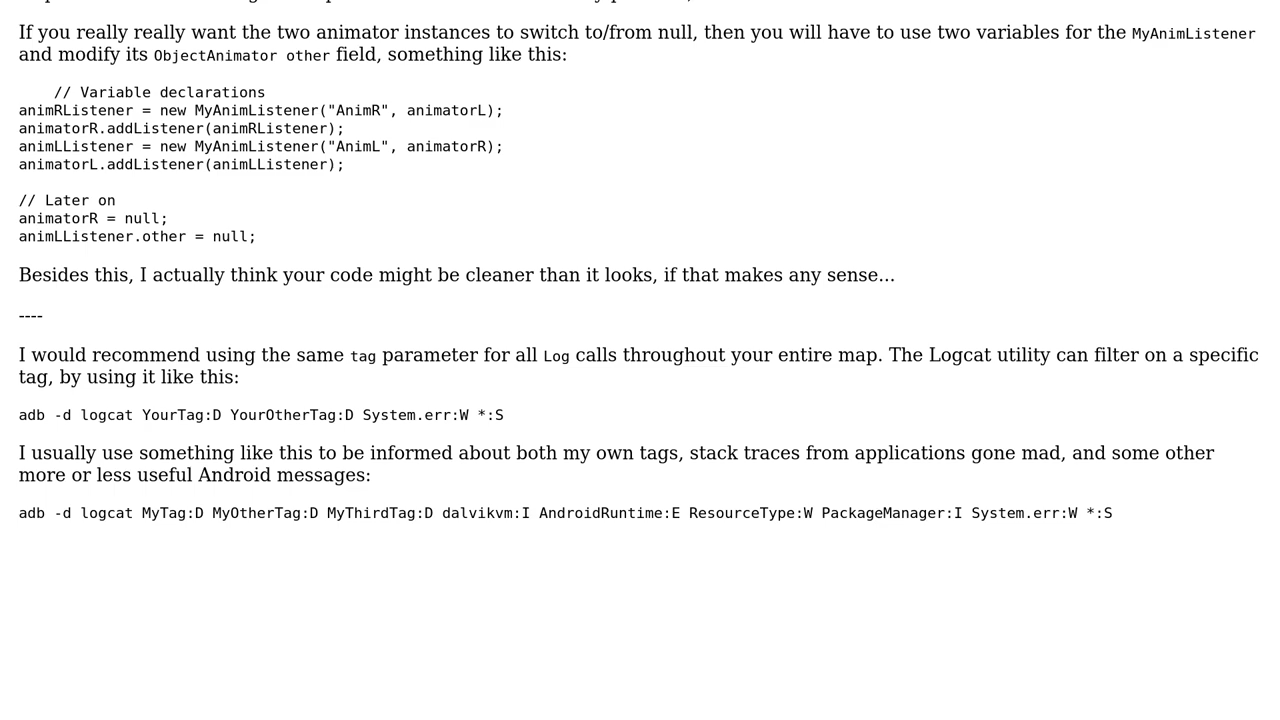 If you really really want the two animator instances to switch to/from null, then you will have to use two variables for the MyAnimListener
and modify its ObjectAnimator other field, something like this:
// Variable declarations
animRListener = new MyAnimListener("AnimR", animatorL);
animatorR.addListener(animRListener);
animLListener = new MyAnimListener("AnimL", animatorR);
animatorL.addListener(animLListener);
// Later on
animatorR = null;
animLListener.other = null;
Besides this, I actually think your code might be cleaner than it looks, if that makes any sense...
----
I would recommend using the same tag parameter for all Log calls throughout your entire map. The Logcat utility can filter on a specific
tag, by using it like this:
adb -d logcat YourTag:D YourOtherTag:D System.err:W *:S
I usually use something like this to be informed about both my own tags, stack traces from applications gone mad, and some other
more or less useful Android messages:
adb -d logcat MyTag:D MyOtherTag:D MyThirdTag:D dalvikvm:I AndroidRuntime:E ResourceType:W PackageManager:I System.err:W *:S